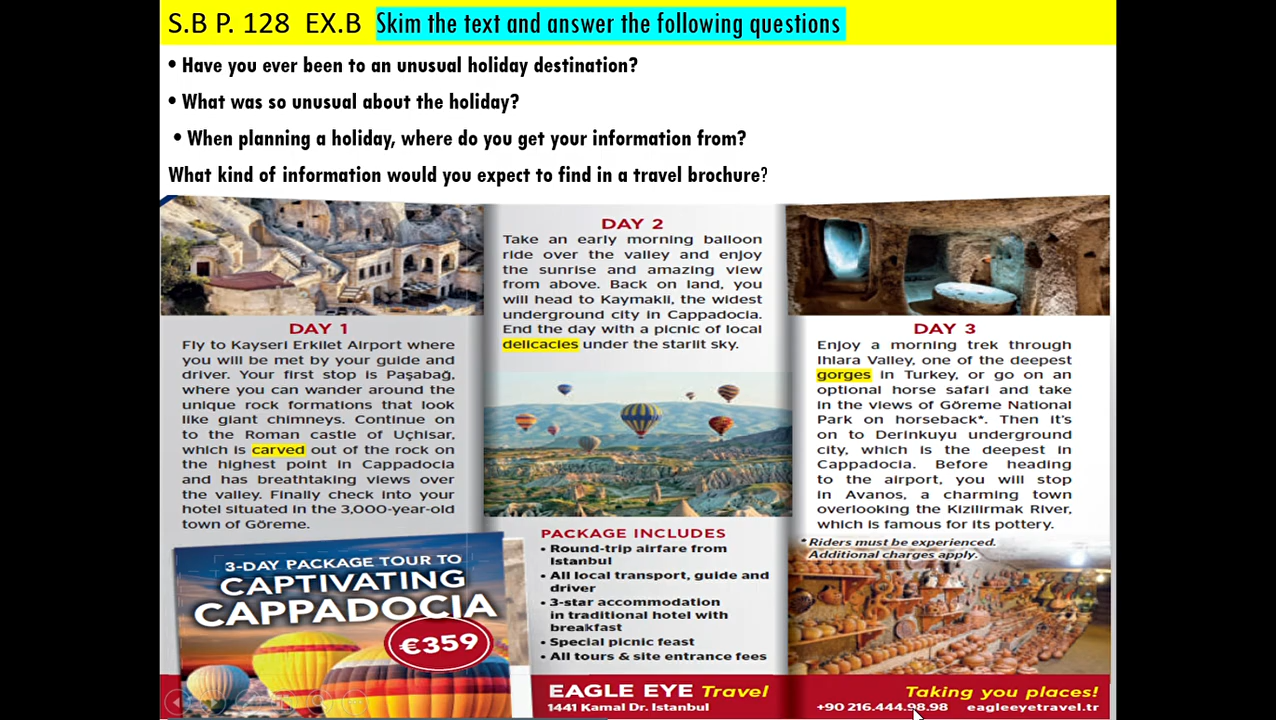 S.B P. 128 EX.B Skim the text and answer the following questions
• Have you ever been to an unusual holiday destination?
• What was so unusual about the holiday?
• When planning a holiday, where do you get your information from?
What kind of information would you expect to find in a travel brochure?
DAY 1
Fly to Kayseri Erkilet Airport where
you will be met by your guide and
driver. Your first stop is Paşabağ,
where you can wander around the
unique rock formations that look
like giant chimneys. Continue on
to the Roman castle of Uçhisar,
which is carved out of the rock on
the highest point in Cappadocia
and has breathtaking views over
the valley. Finally check into your
hotel situated in the 3,000-year-old
town of Göreme.
3-DAY PACKAGE TOUR TO
CAPTIVATING
CAPPADOCIA
€359
DAY 2
Take an early morning balloon
ride over the valley and enjoy
the sunrise and amazing view
from above. Back on land, you
will head to Kaymakli, the widest
underground city in Cappadocia.
End the day with a picnic of local
delicacies under the starlit sky.
PACKAGE INCLUDES
• Round-trip airfare from
Istanbul
• All local transport, guide and
driver
• 3-star accommodation
in traditional hotel with
breakfast
• Special picnic feast
• All tours & site entrance fees
EAGLE EYE Travel
1441 Kamal Dr. Istanbul
DAY 3
Enjoy a morning trek through
Ihlara Valley, one of the deepest
gorges in Turkey, or go on an
optional horse safari and take
in the views of Göreme National
Park on horseback*. Then it's
on to Derinkuyu underground
city, which is the deepest in
Cappadocia. Before heading
to the airport, you will stop
in Avanos, a charming town
overlooking the Kizilirmak River,
which is famous for its pottery.
* Riders must be experienced.
Additional charges apply.
Taking you places!
+90 216.444.98.98 eagleeyetravel.tr